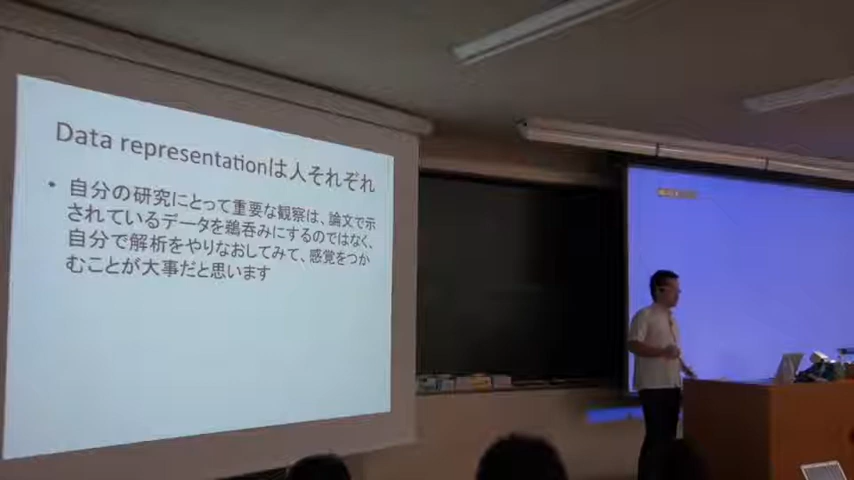 Data representationは人それぞれ
• 自分の研究にとって重要な観察は、論文で示
されているデータを鵜呑みにするのではなく、
自分で解析をやりなおしてみて、感覚をつか
むことが大事だと思います